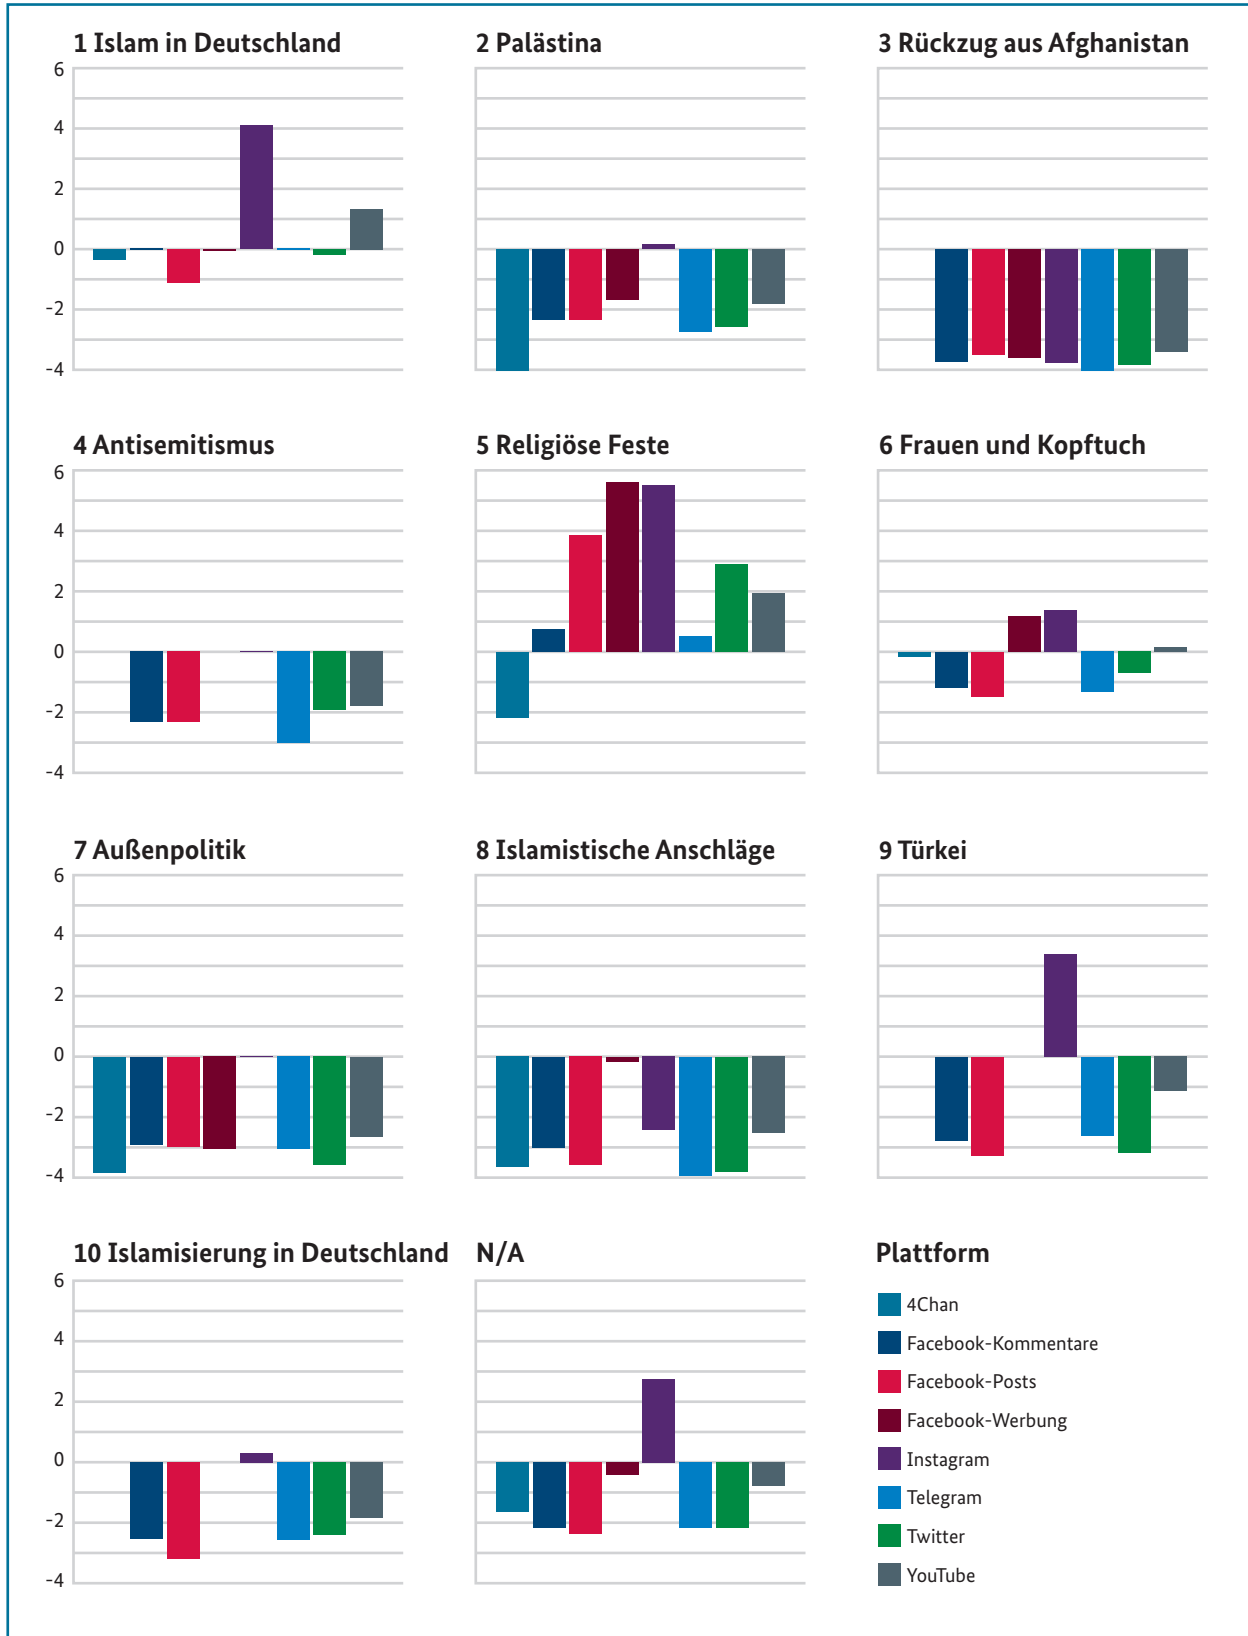 1 Islam in Deutschland
2 Palästina
3 Rückzug aus Afghanistan
6
4
2
0
-2
-4
4 Antisemitismus
5 Religiöse Feste
6 Frauen und Kopftuch
6
4
2
0
-2
-4
7 Außenpolitik
8 Islamistische Anschläge
9 Türkei
6
4
2
0
-2
-4
10 Islamisierung in Deutschland
N/A
6
4
2
0
-2
-4
Plattform
4Chan
Facebook-Kommentare
Facebook-Posts
Facebook-Werbung
Instagram
Telegram
Twitter
YouTube